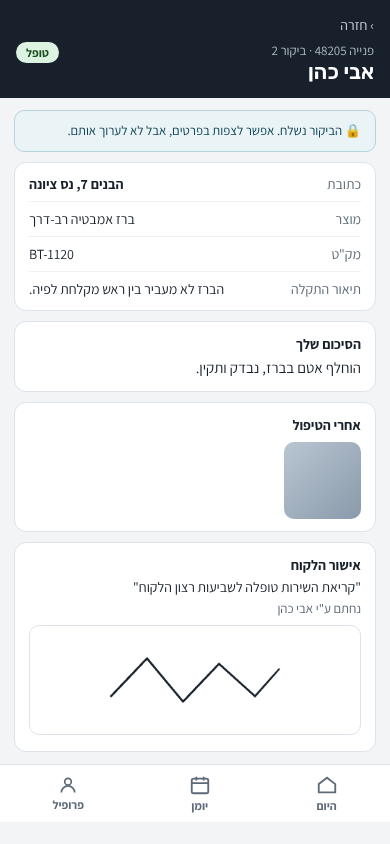 › חזרה
פנייה 48205 · ביקור 2
אבי כהן
טופל
🔒 הביקור נשלח. אפשר לצפות בפרטים, אבל לא לערוך אותם.
כתובת הבנים 7, נס ציונה
מוצר ברז אמבטיה רב-דרך
מק"ט BT-1120
תיאור התקלה הברז לא מעביר בין ראש מקלחת לפיה.
הסיכום שלך
הוחלף אטם בברז, נבדק ותקין.
אחרי הטיפול
אישור הלקוח
"קריאת השירות טופלה לשביעות רצון הלקוח"
נחתם ע"י אבי כהן
היום
יומן
פרופיל